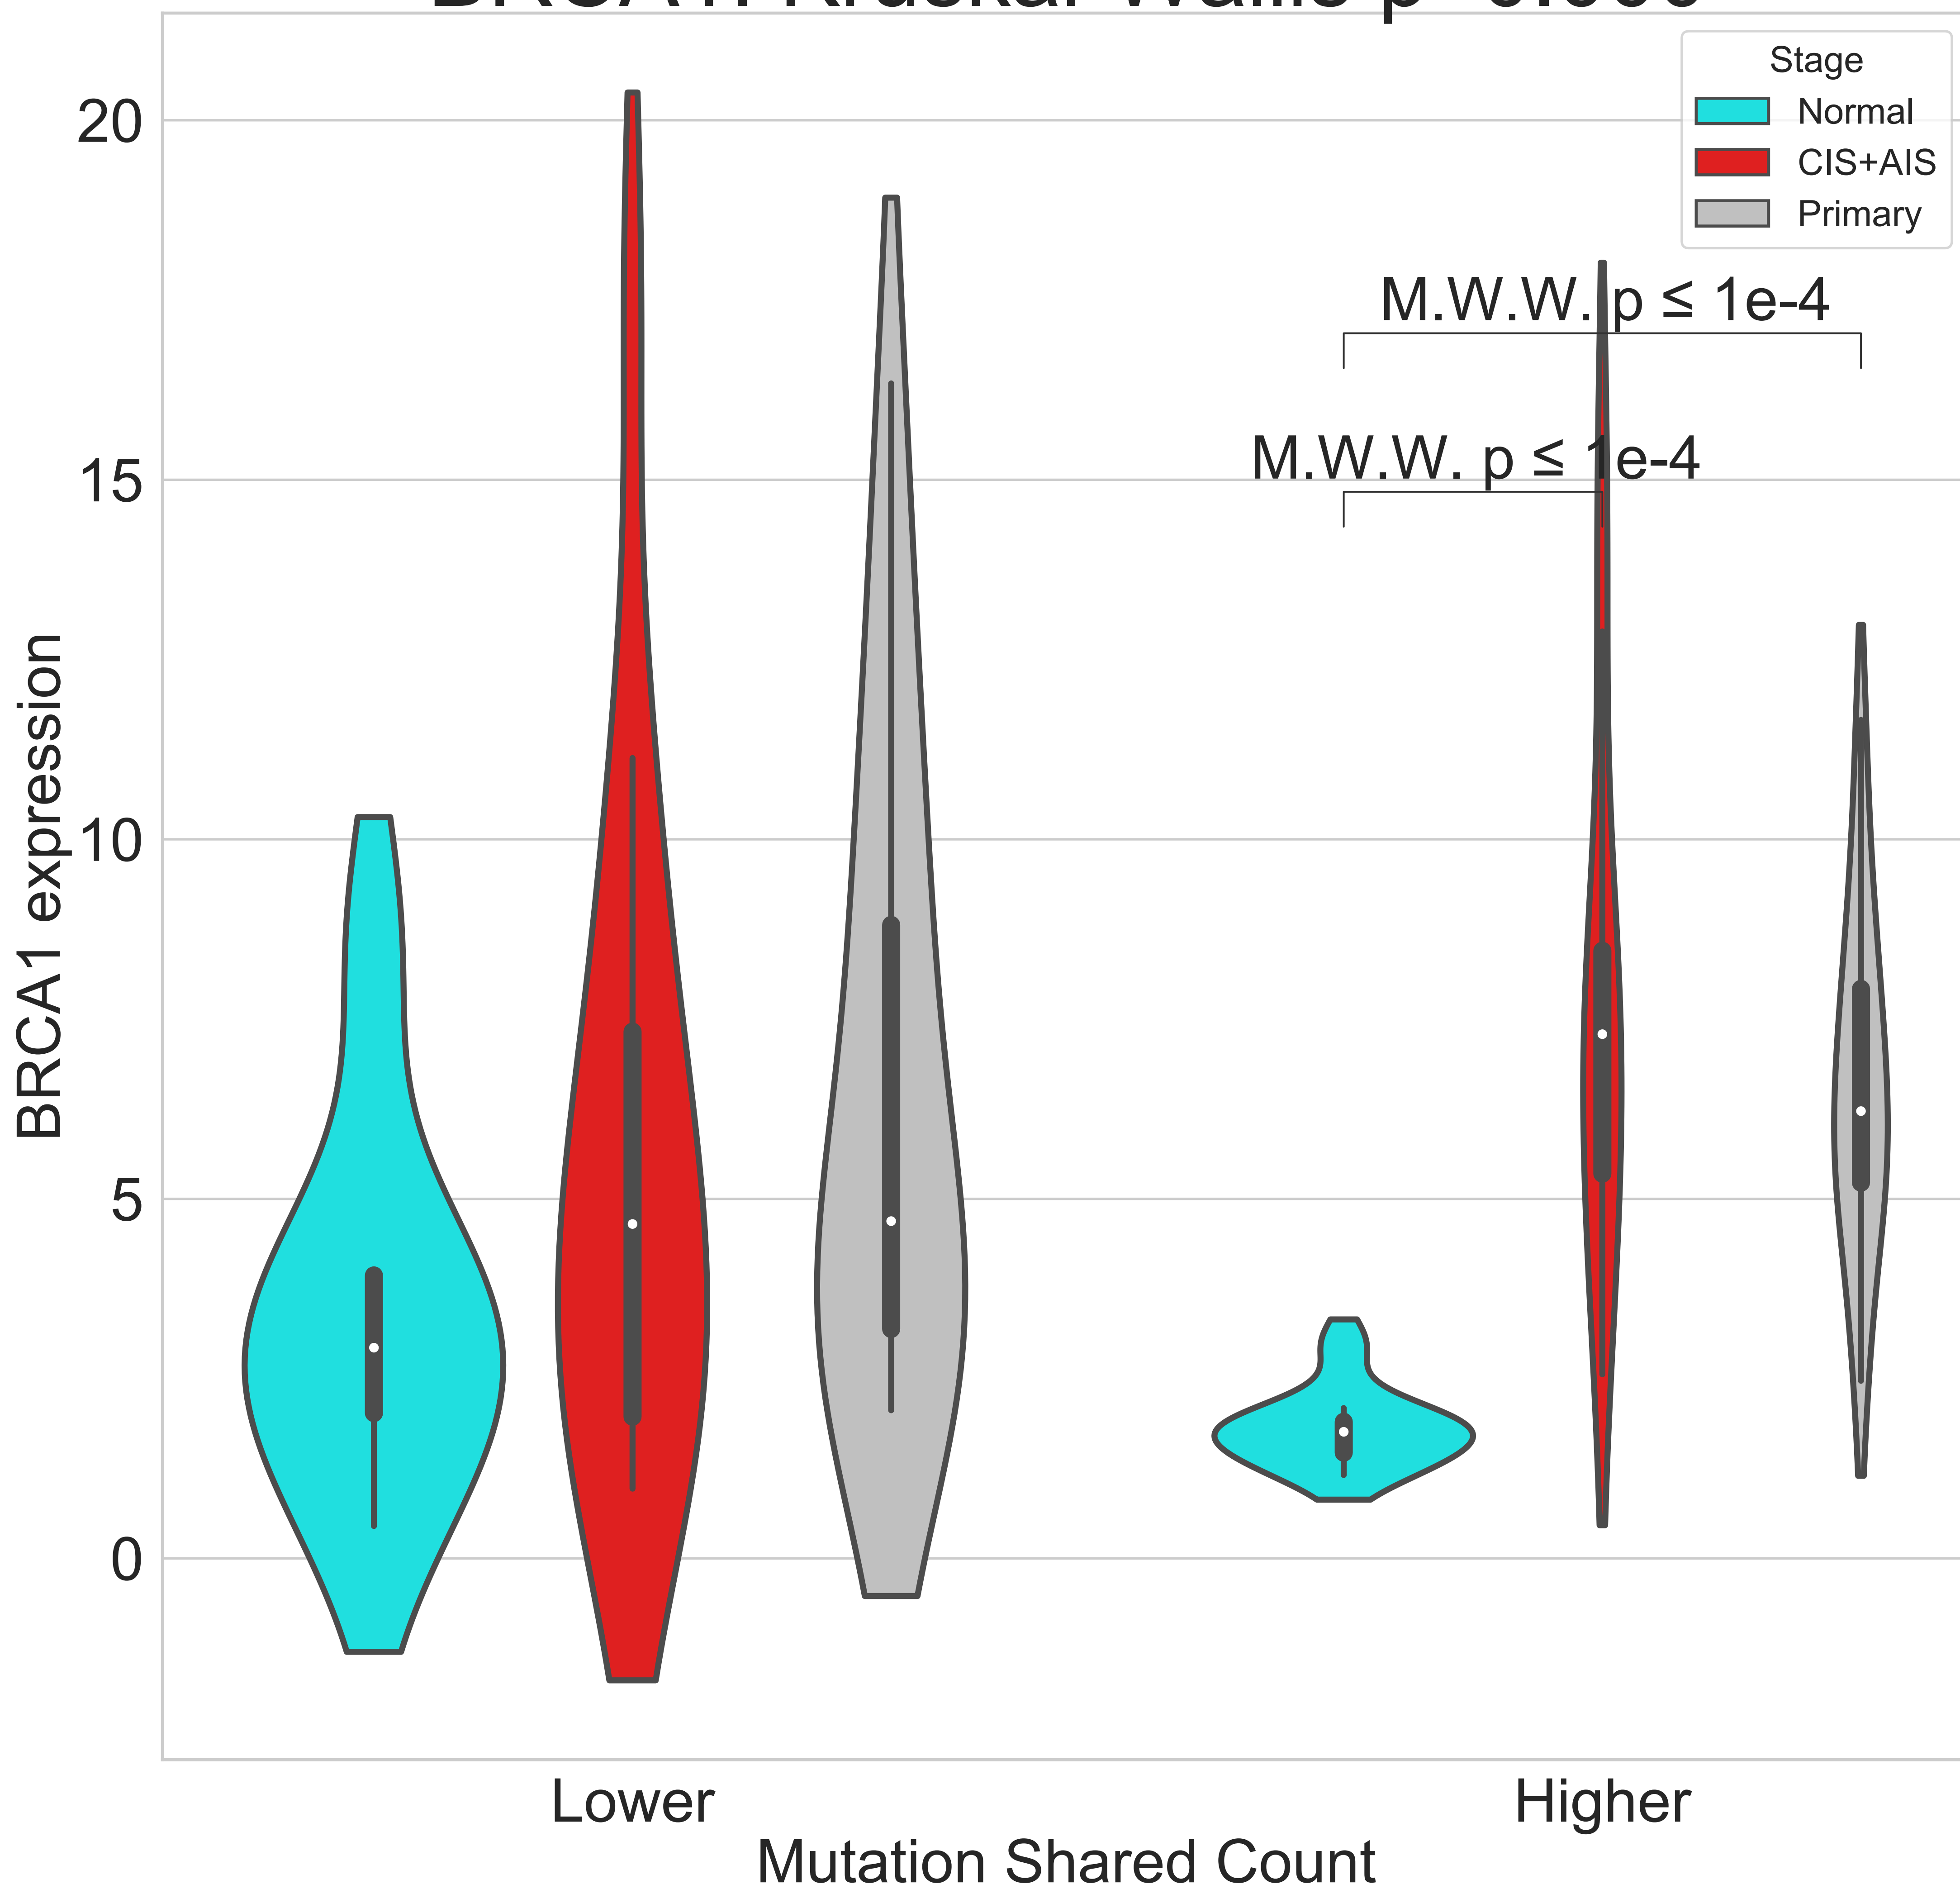 Stage
Normal
CIS+AIS
Primary
M.W.W. p ≤ 1e-4
M.W.W. p ≤ 1e-4
20
15
10
5
0
BRCA1 expression
Lower
Higher
Mutation Shared Count